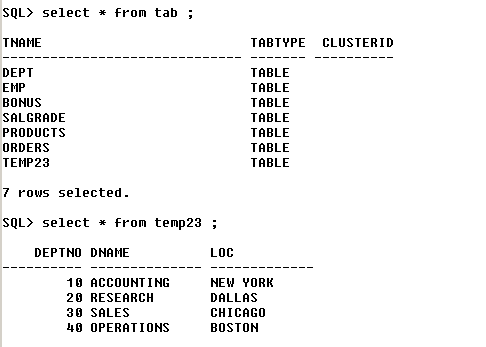 SQL> select * from tab ;
TNAME                          TABTYPE  CLUSTERID
------------------------------ ------- ----------
DEPT                           TABLE
EMP                            TABLE
BONUS                          TABLE
SALGRADE                       TABLE
PRODUCTS                       TABLE
ORDERS                         TABLE
TEMP23                         TABLE
7 rows selected.
SQL> select * from temp23 ;
    DEPTNO DNAME          LOC
---------- -------------- -------------
        10 ACCOUNTING     NEW YORK
        20 RESEARCH       DALLAS
        30 SALES          CHICAGO
        40 OPERATIONS     BOSTON